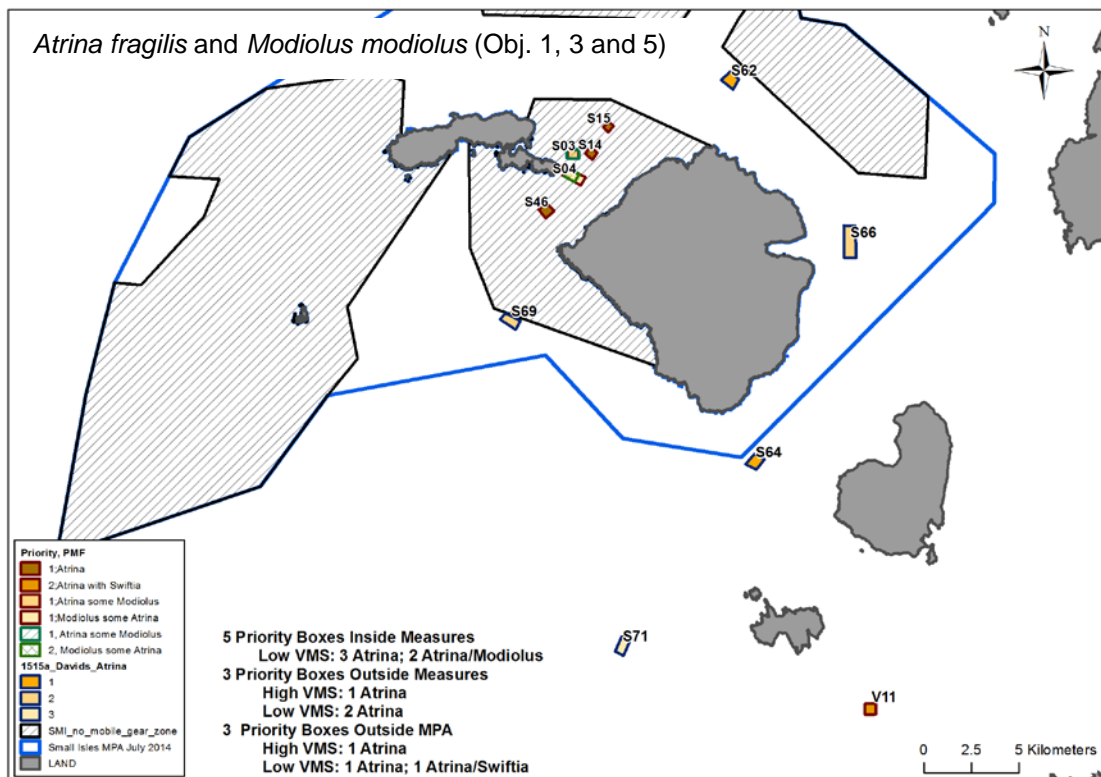 Atrina fragilis and Modiolus modiolus (Obj. 1, 3 and 5)
N
S62
S15
S03 S14
S04
S46
S66
S69
S64
S71
V11
Priority, PMF
1;Atrina
2;Atrina with Swiftia
1;Atrina some Modiolus
1;Modiolus some Atrina
1, Atrina some Modiolus
2, Modiolus some Atrina
1515a_Davids_Atrina
1
2
3
SMI_no_mobile_gear_zone
Small Isles MPA July 2014
LAND
5 Priority Boxes Inside Measures
Low VMS: 3 Atrina; 2 Atrina/Modiolus
3 Priority Boxes Outside Measures
High VMS: 1 Atrina
Low VMS: 2 Atrina
3 Priority Boxes Outside MPA
High VMS: 1 Atrina
Low VMS: 1 Atrina; 1 Atrina/Swiftia
0 2.5 5 Kilometers